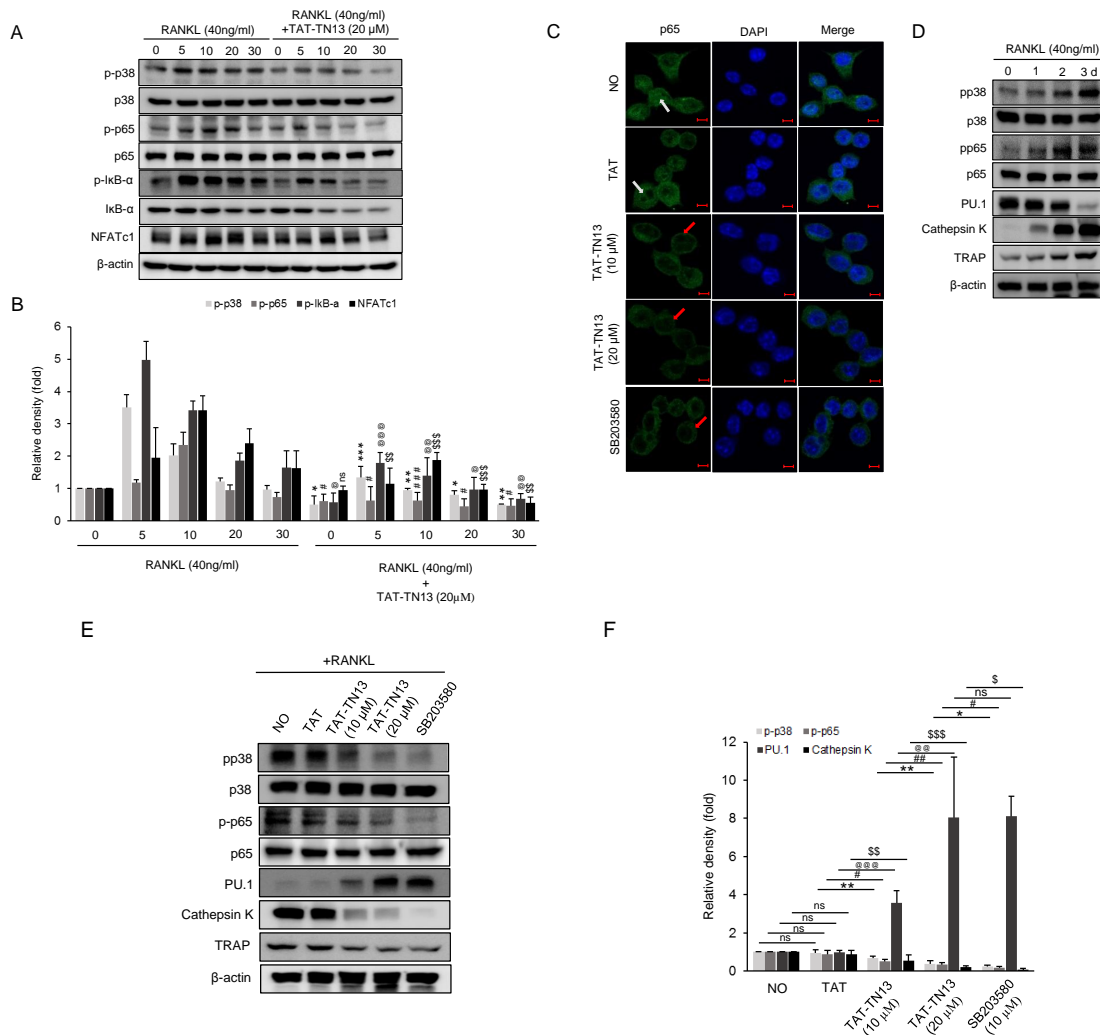 A
RANKL (40ng/ml)
RANKL (40ng/ml)
+TAT-TN13 (20 µM)
0 5 10 20 30 0 5 10 20 30
p-p38
p38
p-p65
p65
p-IκB-α
IκB-α
NFATc1
β-actin
B
p-p38 p-p65 p-IkB-a NFATc1
Relative density (fold)
6
5
4
3
2
1
0
* # @ ns
*** # @@@ $$
** ## @ $$$
* # @ $$$
** # @@ $$
0 5 10 20 30 0 5 10 20 30
RANKL (40ng/ml)
RANKL (40ng/ml)
+
TAT-TN13 (20µM)
C
p65 DAPI Merge
NO
TAT
TAT-TN13
(10 µM)
TAT-TN13
(20 µM)
SB203580
D
RANKL (40ng/ml)
0 1 2 3 d
pp38
p38
pp65
p65
PU.1
Cathepsin K
TRAP
β-actin
E
+RANKL
NO
TAT
TAT-TN13
(10 µM)
TAT-TN13
(20 µM)
SB203580
pp38
p38
p-p65
p65
PU.1
Cathepsin K
TRAP
β-actin
F
p-p38 p-p65
PU.1 Cathepsin K
Relative density (fold)
12
10
8
6
4
2
0
ns
ns
ns
ns
$$
@@@
#
**
$$$
@@
##
**
$
ns
#
*
NO
TAT
TAT-TN13
(10 µM)
TAT-TN13
(20 µM)
SB203580
(10 µM)